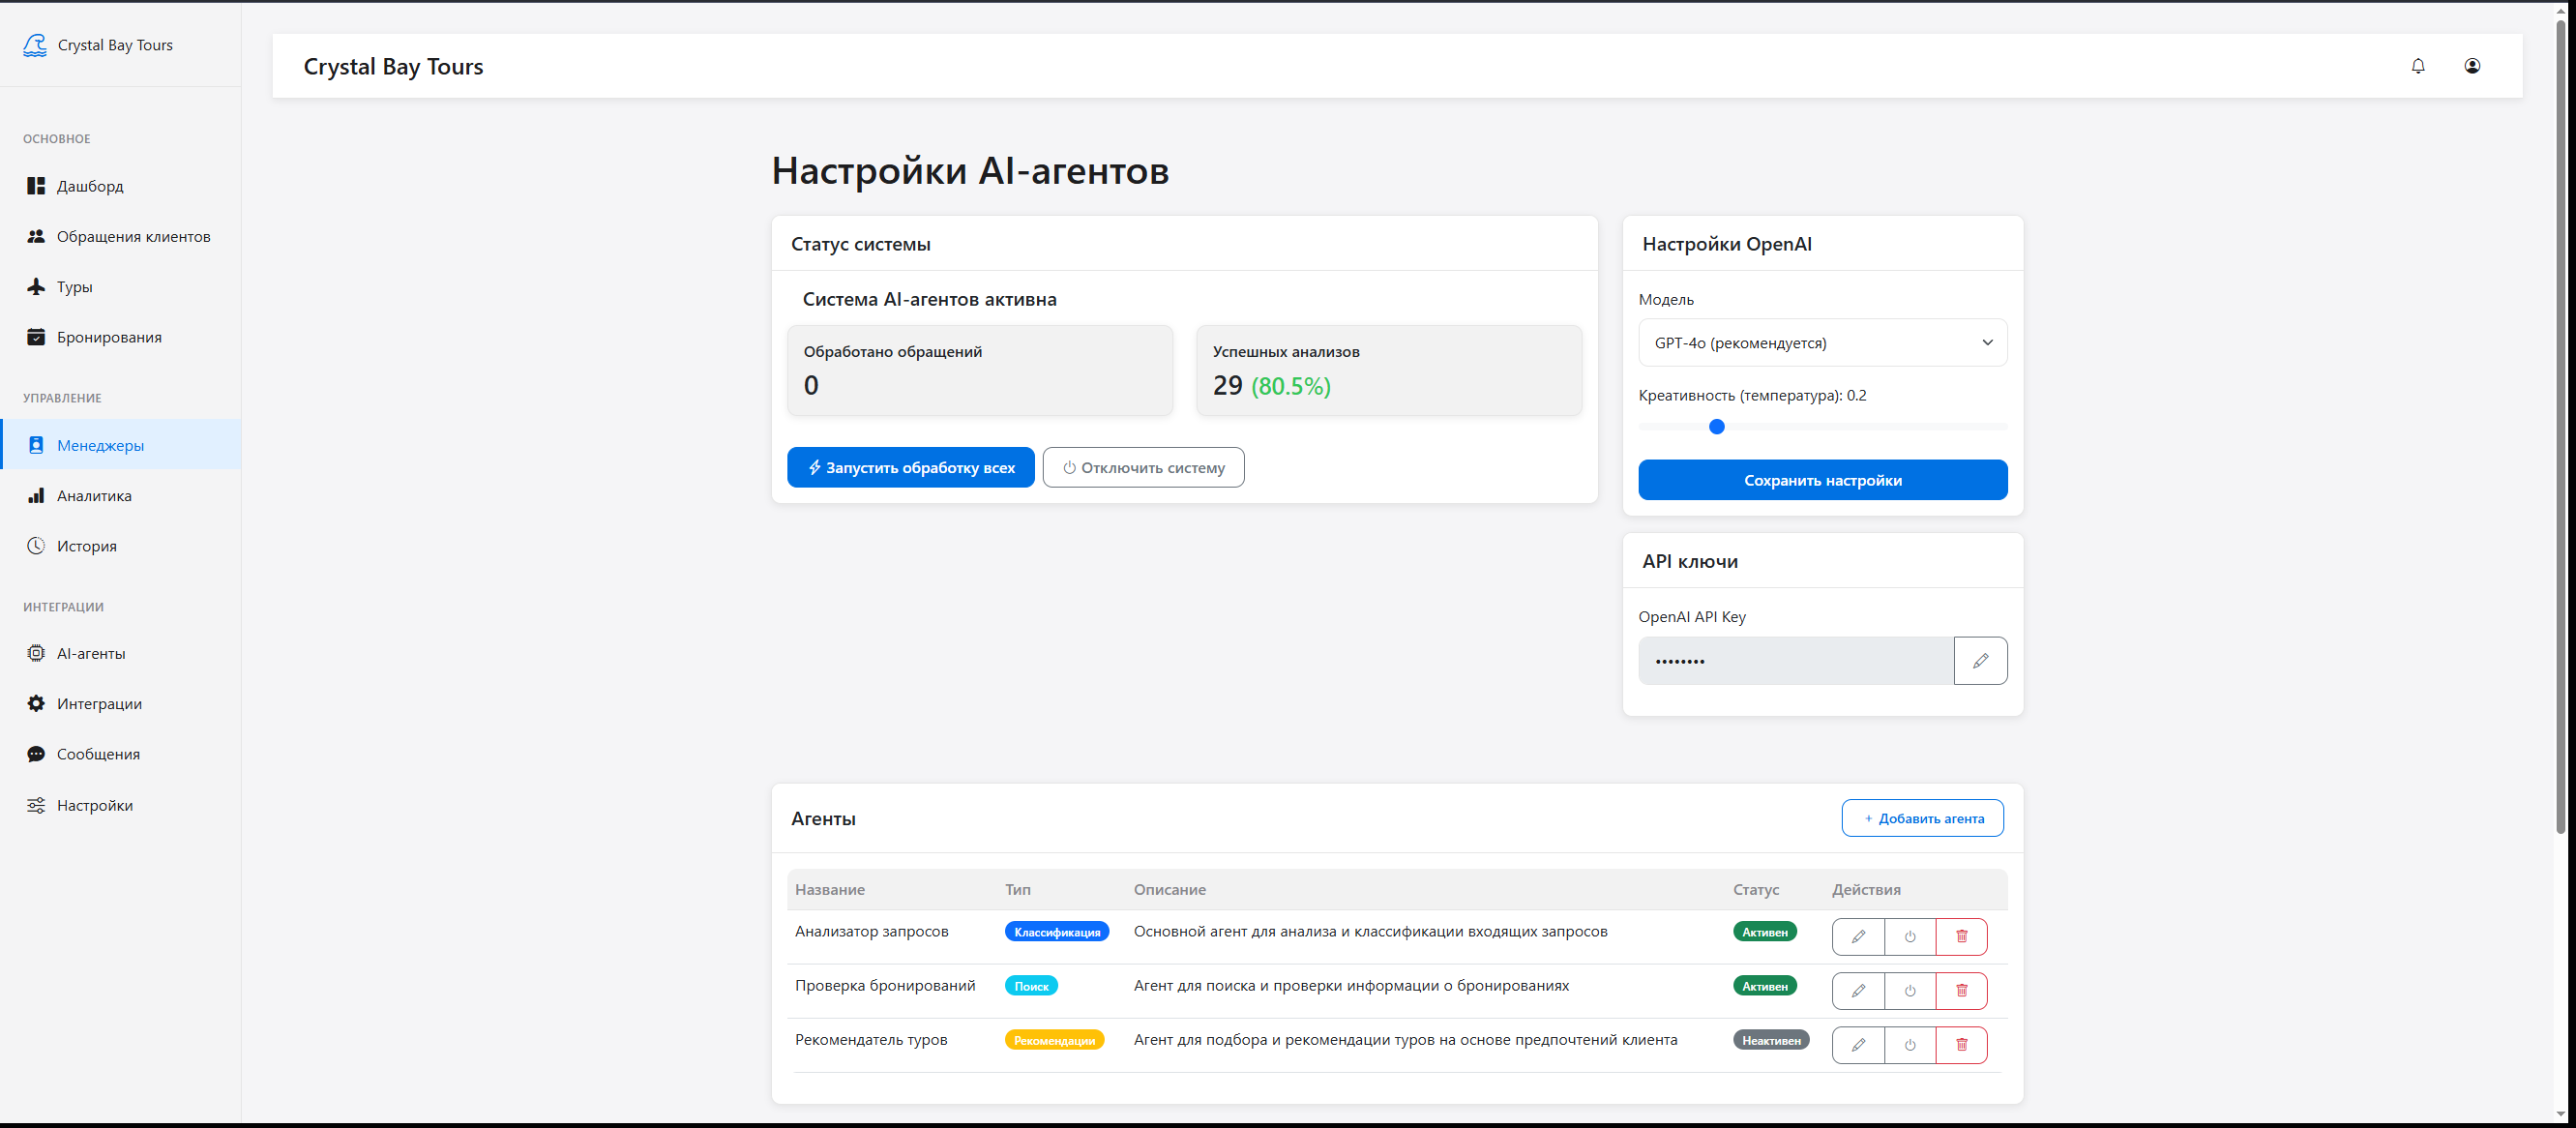 Crystal Bay Tours
ОСНОВНОЕ
Дашборд
Обращения клиентов
Туры
Бронирования
УПРАВЛЕНИЕ
Менеджеры
Аналитика
История
ИНТЕГРАЦИИ
AI-агенты
Интеграции
Сообщения
Настройки
Crystal Bay Tours
Настройки AI-агентов
Статус системы
Система AI-агентов активна
Обработано обращений
0
Успешных анализов
29 (80.5%)
Запустить обработку всех
Отключить систему
Настройки OpenAI
Модель
GPT-4o (рекомендуется)
Креативность (температура): 0.2
Сохранить настройки
API ключи
OpenAI API Key
••••••••
Агенты
+ Добавить агента
Название Тип Описание Статус Действия
Анализатор запросов Классификация Основной агент для анализа и классификации входящих запросов Активен
Проверка бронирований Поиск Агент для поиска и проверки информации о бронированиях Активен
Рекомендатель туров Рекомендации Агент для подбора и рекомендации туров на основе предпочтений клиента Неактивен